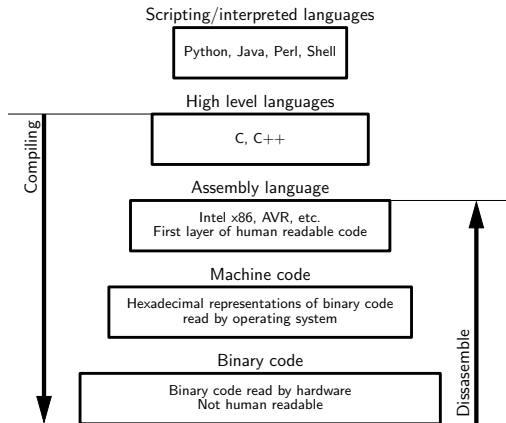 Scripting/interpreted languages
Python, Java, Perl, Shell
High level languages
C, C++
Compiling
Assembly language
Intel x86, AVR, etc.
First layer of human readable code
Machine code
Hexadecimal representations of binary code
read by operating system
Binary code
Binary code read by hardware
Not human readable
Dissasemble